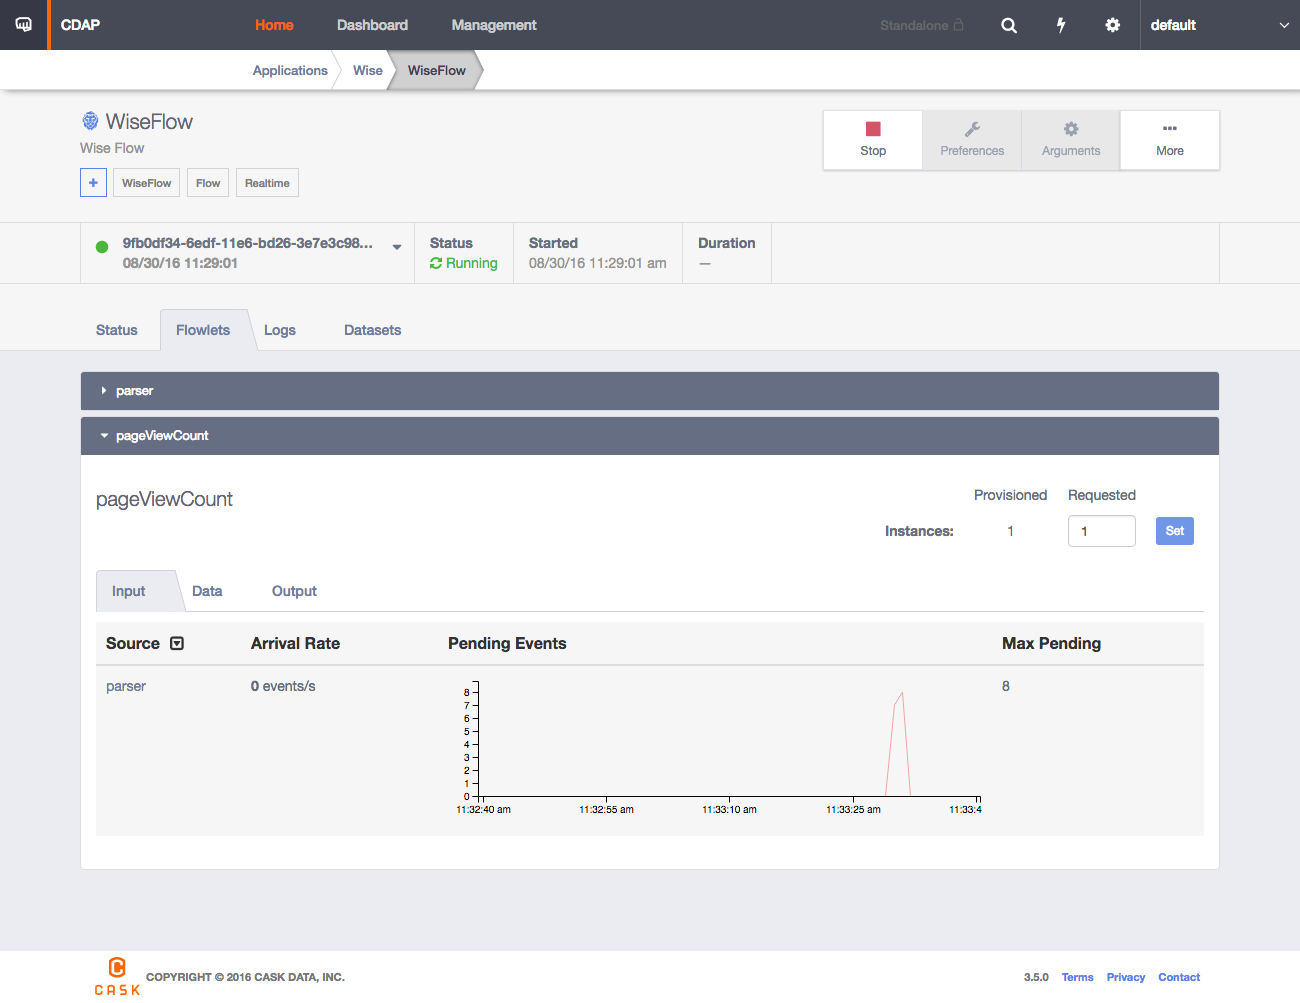 CDAP Home Dashboard Management Standalone default
Applications Wise WiseFlow
WiseFlow
Wise Flow
Stop Preferences Arguments More
+ WiseFlow Flow Realtime
9fb0df34-6edf-11e6-bd26-3e7e3c98... Status Started Duration
08/30/16 11:29:01 Running 08/30/16 11:29:01 am —
Status Flowlets Logs Datasets
parser
pageViewCount
pageViewCount
Provisioned Requested
Instances: 1 1 Set
Input Data Output
Source Arrival Rate Pending Events Max Pending
parser 0 events/s 8
8
7
6
5
4
3
2
1
0
11:32:40 am 11:32:55 am 11:33:10 am 11:33:25 am 11:33:4
CASK COPYRIGHT © 2016 CASK DATA, INC. 3.5.0 Terms Privacy Contact